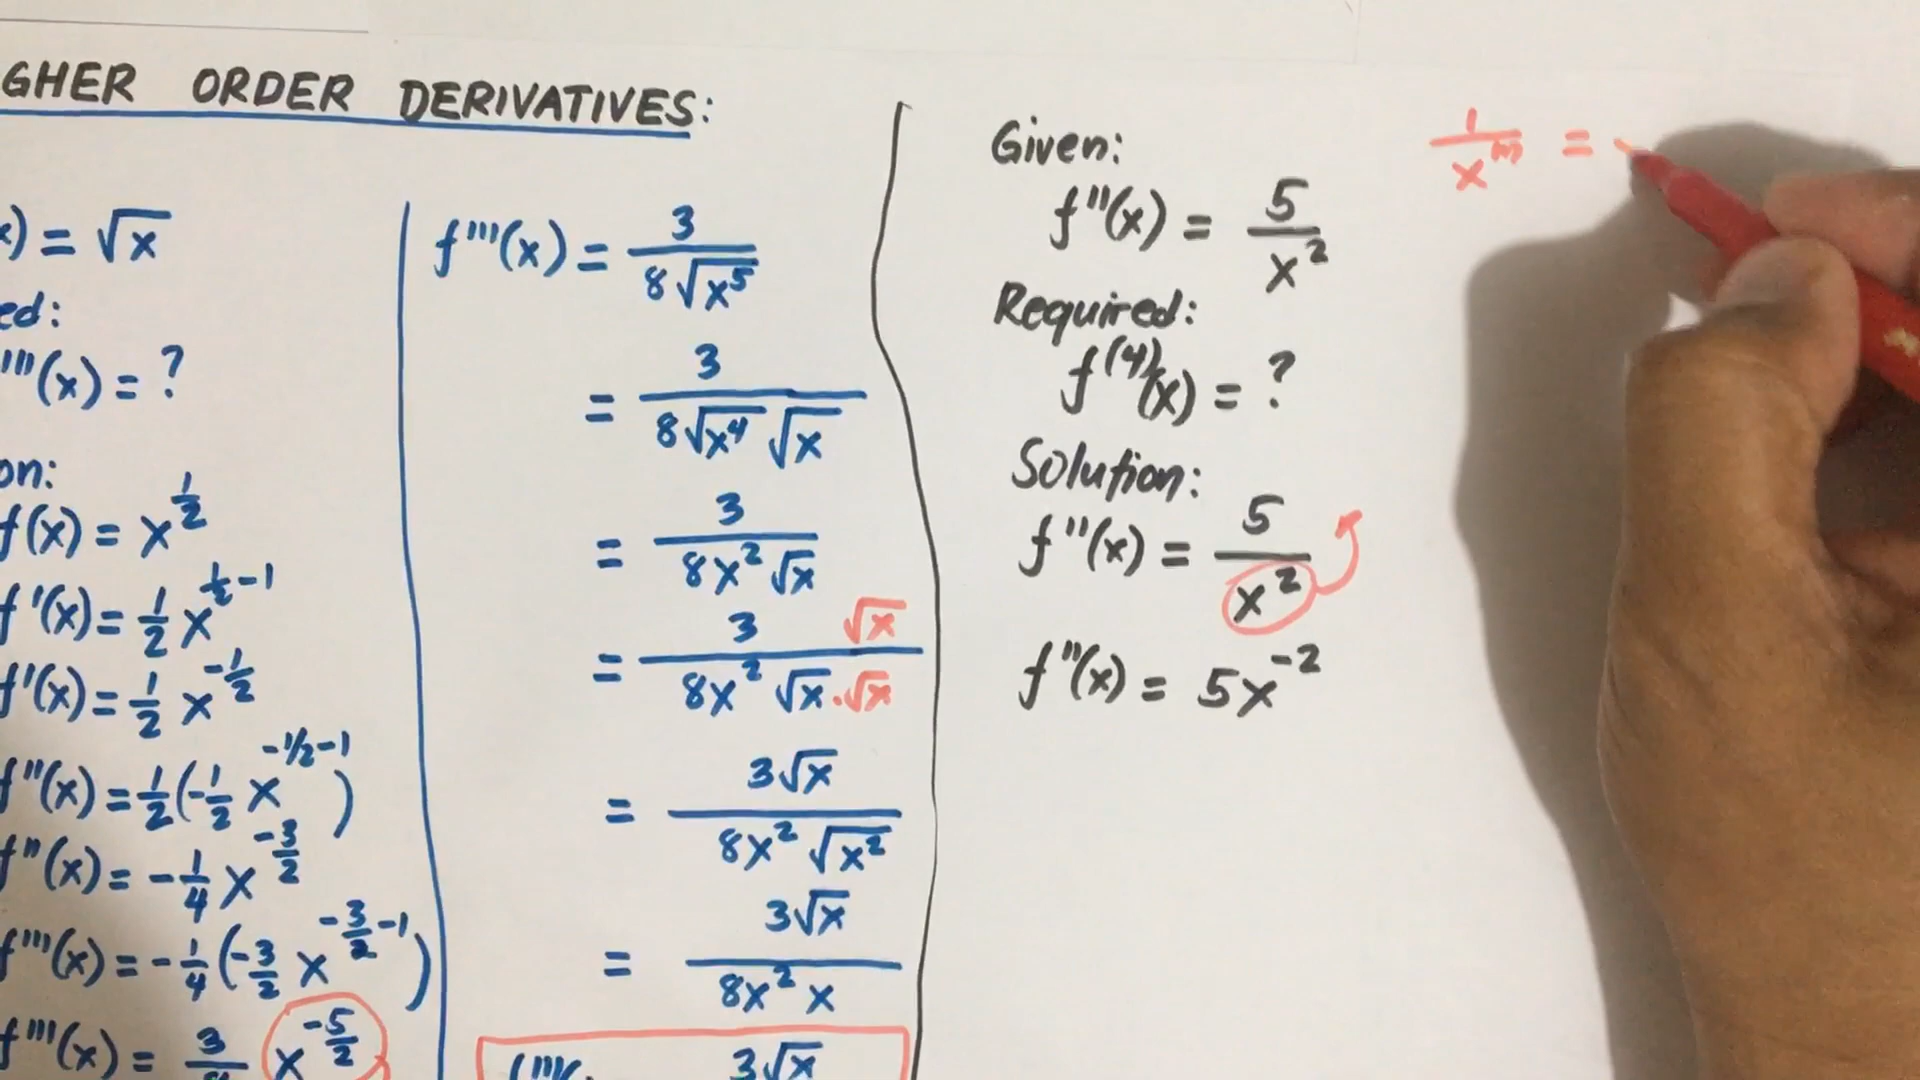 GHER ORDER DERIVATIVES:
x) = √x
ed:
'''(x) = ?
on:
f(x) = x^{1/2}
f'(x) = 1/2 x^{1/2 - 1}
f'(x) = 1/2 x^{-1/2}
f''(x) = 1/2 (-1/2 x^{-1/2-1})
f''(x) = -1/4 x^{-3/2}
f'''(x) = -1/4 (-3/2 x^{-3/2-1})
f'''(x) = 3/ x^{-5/2}
f'''(x) = 3/(8√x^5)
= 3/(8√x^4 √x)
= 3/(8x^2 √x)
= 3 √x/(8x^2 √x · √x)
= 3√x/(8x^2 √x^2)
= 3√x/(8x^2 x)
3√x
Given:
f''(x) = 5/x^2
Required:
f^{(4)}(x) = ?
Solution:
f''(x) = 5/x^2
f''(x) = 5x^{-2}
1/x^m =